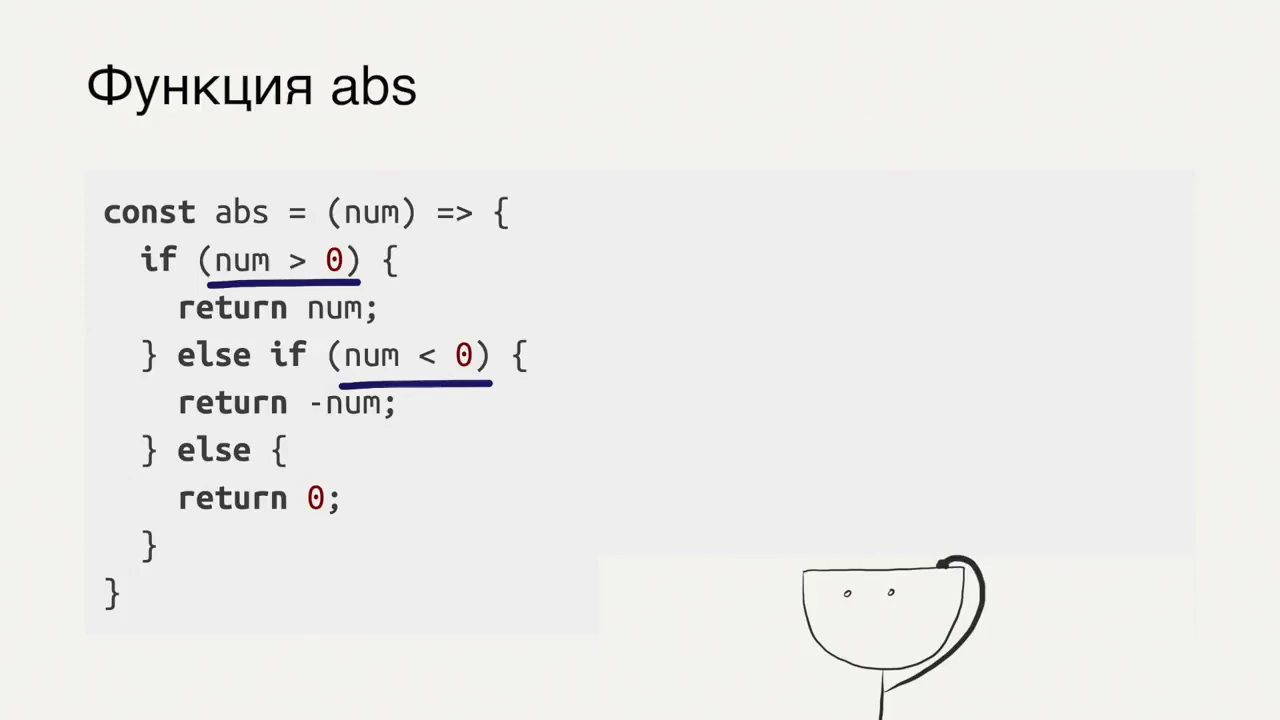 Функция abs
const abs = (num) => {
  if (num > 0) {
    return num;
  } else if (num < 0) {
    return -num;
  } else {
    return 0;
  }
}